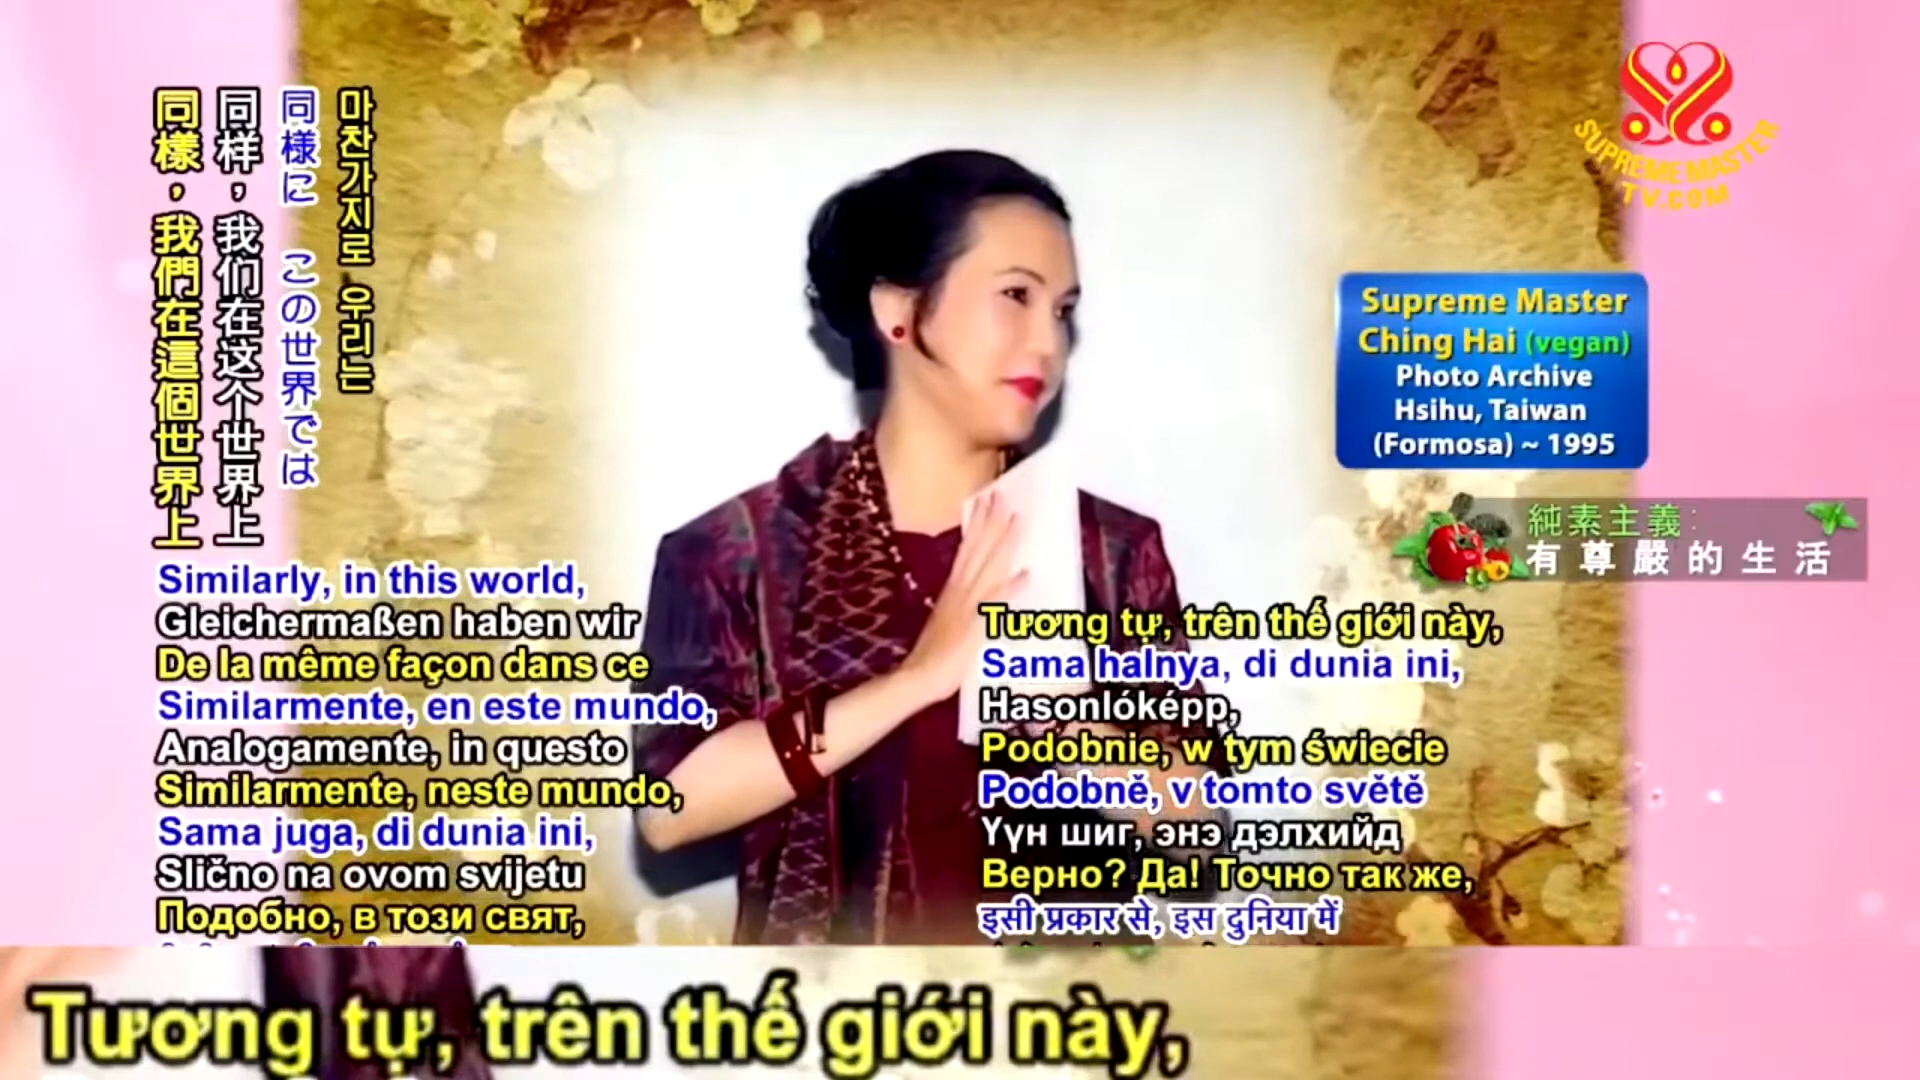 同樣，我們在這個世界上
同样，我们在这个世界上
同様に この世界では
마찬가지로 우리는
SUPREME MASTER
TV.COM
Supreme Master
Ching Hai (vegan)
Photo Archive
Hsihu, Taiwan
(Formosa) ~ 1995
純素主義：
有尊嚴的生活
Similarly, in this world,
Gleichermaßen haben wir
De la même façon dans ce
Similarmente, en este mundo,
Analogamente, in questo
Similarmente, neste mundo,
Sama juga, di dunia ini,
Slično na ovom svijetu
Подобно, в този свят,
Tương tự, trên thế giới này,
Sama halnya, di dunia ini,
Hasonlóképp,
Podobnie, w tym świecie
Podobně, v tomto světě
Үүн шиг, энэ дэлхийд
Верно? Да! Точно так же,
इसी प्रकार से, इस दुनिया में
Tương tự, trên thế giới này,